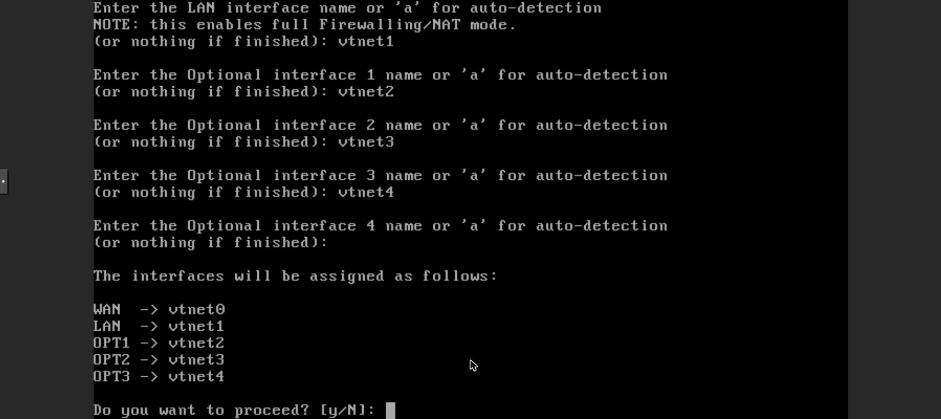 Enter the LAN interface name or 'a' for auto-detection
NOTE: this enables full Firewalling/NAT mode.
(or nothing if finished): vtnet1
Enter the Optional interface 1 name or 'a' for auto-detection
(or nothing if finished): vtnet2
Enter the Optional interface 2 name or 'a' for auto-detection
(or nothing if finished): vtnet3
Enter the Optional interface 3 name or 'a' for auto-detection
(or nothing if finished): vtnet4
Enter the Optional interface 4 name or 'a' for auto-detection
(or nothing if finished):
The interfaces will be assigned as follows:
WAN  -> vtnet0
LAN  -> vtnet1
OPT1 -> vtnet2
OPT2 -> vtnet3
OPT3 -> vtnet4
Do you want to proceed? [y/N]: